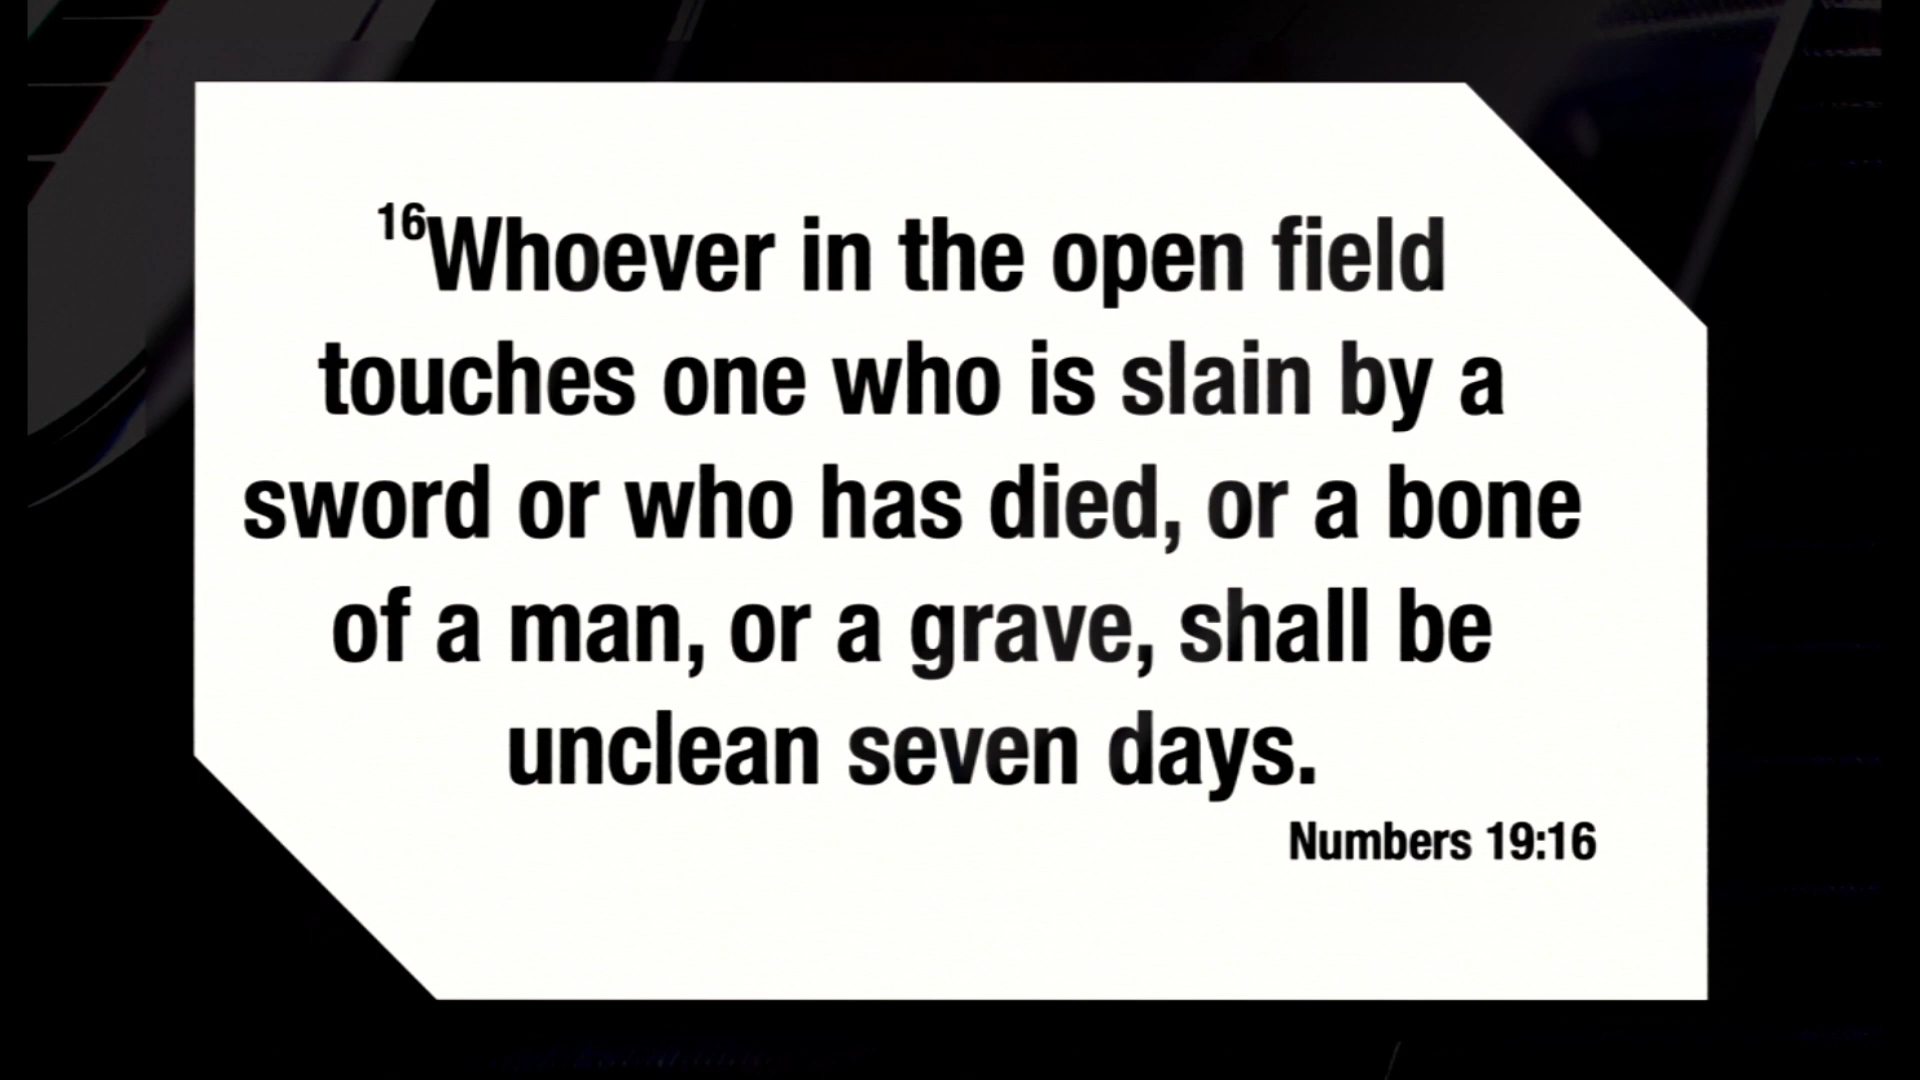 16Whoever in the open field
touches one who is slain by a
sword or who has died, or a bone
of a man, or a grave, shall be
unclean seven days.
Numbers 19:16